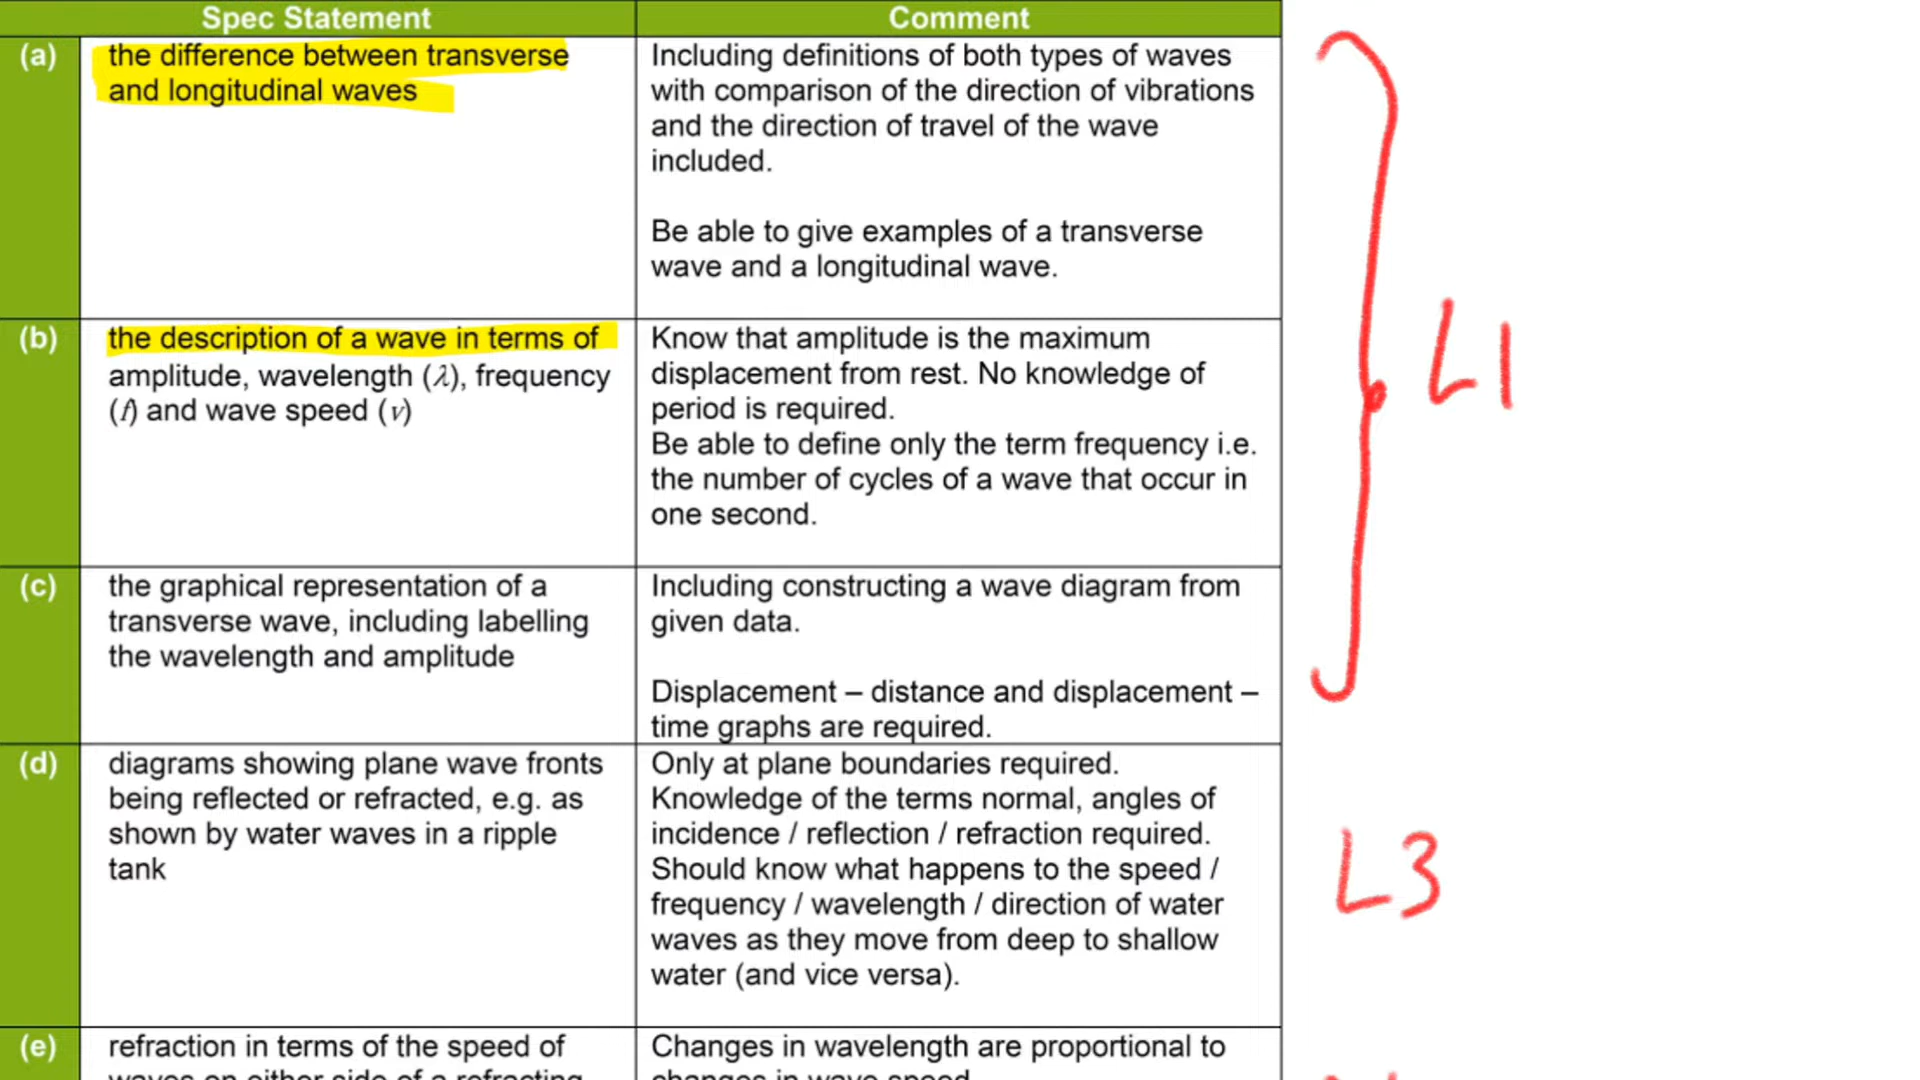 Spec Statement
Comment
(a)
the difference between transverse
and longitudinal waves
Including definitions of both types of waves
with comparison of the direction of vibrations
and the direction of travel of the wave
included.
Be able to give examples of a transverse
wave and a longitudinal wave.
L1
(b)
the description of a wave in terms of
amplitude, wavelength (λ), frequency
(f) and wave speed (v)
Know that amplitude is the maximum
displacement from rest. No knowledge of
period is required.
Be able to define only the term frequency i.e.
the number of cycles of a wave that occur in
one second.
(c)
the graphical representation of a
transverse wave, including labelling
the wavelength and amplitude
Including constructing a wave diagram from
given data.
Displacement – distance and displacement –
time graphs are required.
(d)
diagrams showing plane wave fronts
being reflected or refracted, e.g. as
shown by water waves in a ripple
tank
Only at plane boundaries required.
Knowledge of the terms normal, angles of
incidence / reflection / refraction required.
Should know what happens to the speed /
frequency / wavelength / direction of water
waves as they move from deep to shallow
water (and vice versa).
L3
(e)
refraction in terms of the speed of
waves on either side of a refracting
Changes in wavelength are proportional to
changes in wave speed.